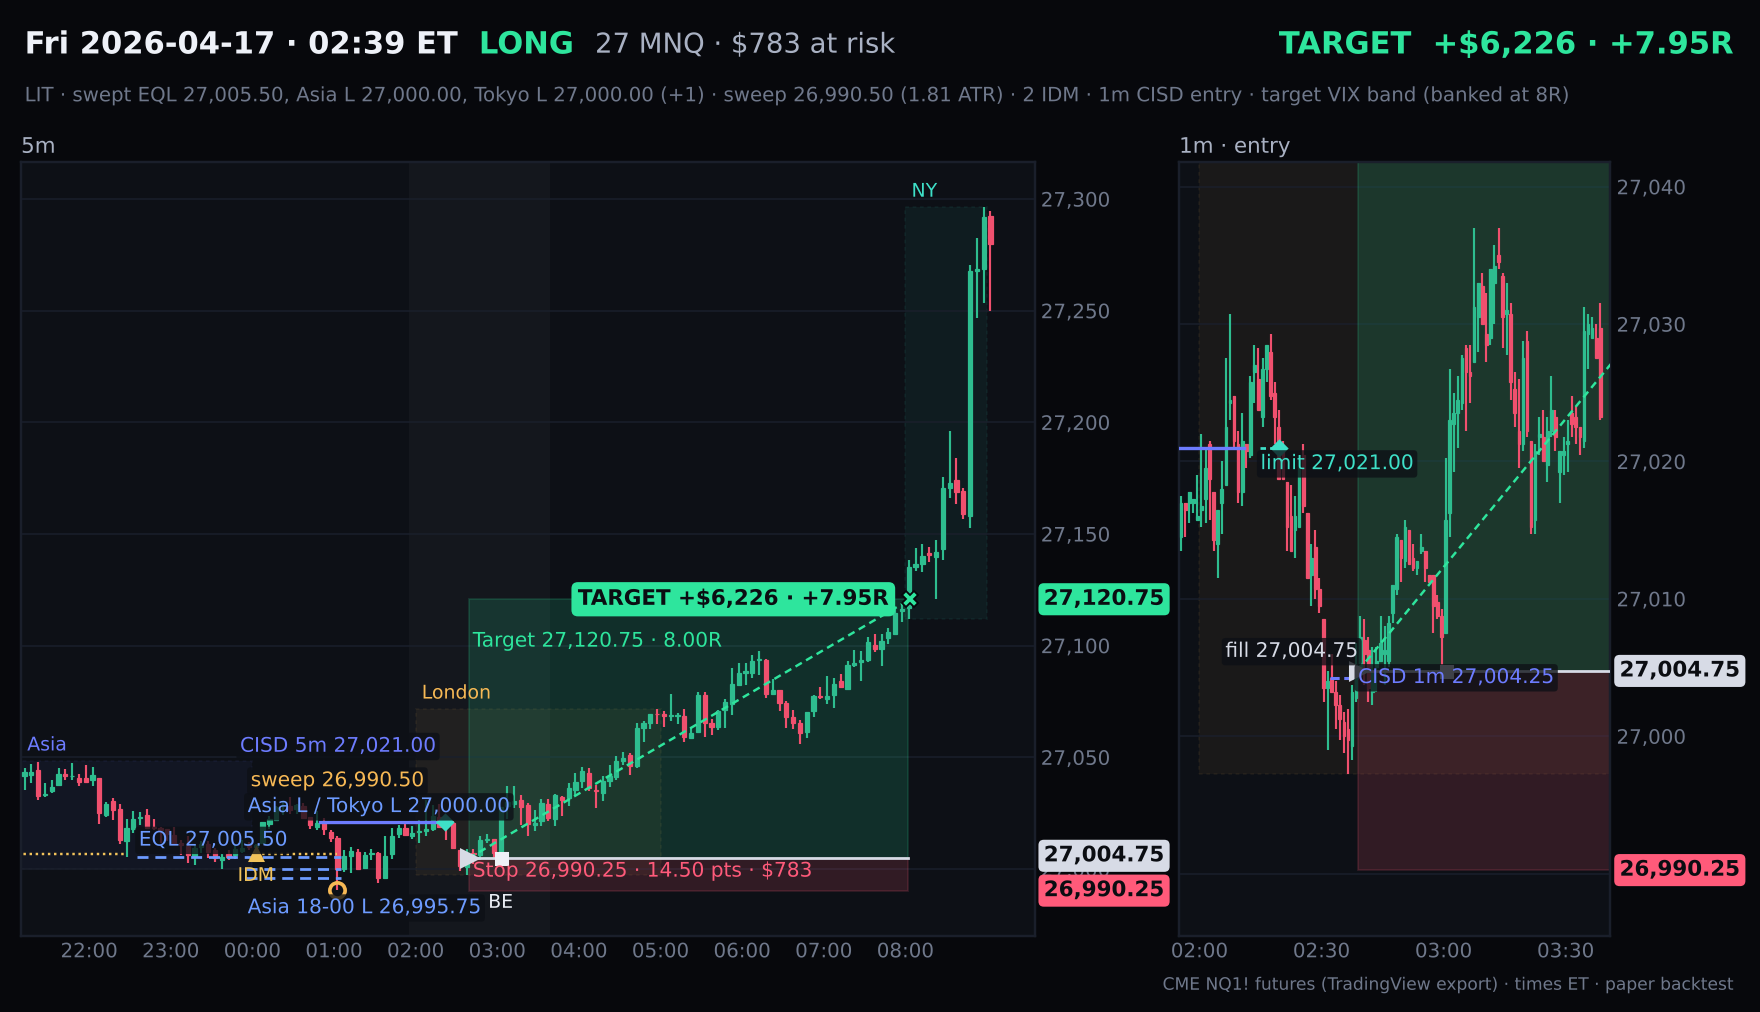 Fri 2026-04-17 · 02:39 ET LONG 27 MNQ · $783 at risk
TARGET +$6,226 · +7.95R
LIT · swept EQL 27,005.50, Asia L 27,000.00, Tokyo L 27,000.00 (+1) · sweep 26,990.50 (1.81 ATR) · 2 IDM · 1m CISD entry · target VIX band (banked at 8R)
5m
NY
27,300
27,250
27,200
27,150
TARGET +$6,226 · +7.95R
27,120.75
Target 27,120.75 · 8.00R
27,100
London
Asia
CISD 5m 27,021.00
27,050
sweep 26,990.50
Asia L / Tokyo L 27,000.00
EQL 27,005.50
27,004.75
IDM
Stop 26,990.25 · 14.50 pts · $783
26,990.25
Asia 18-00 L 26,995.75
BE
22:00
23:00
00:00
01:00
02:00
03:00
04:00
05:00
06:00
07:00
08:00
1m · entry
27,040
27,030
limit 27,021.00
27,020
27,010
fill 27,004.75
CISD 1m 27,004.25
27,004.75
27,000
26,990.25
02:00
02:30
03:00
03:30
CME NQ1! futures (TradingView export) · times ET · paper backtest